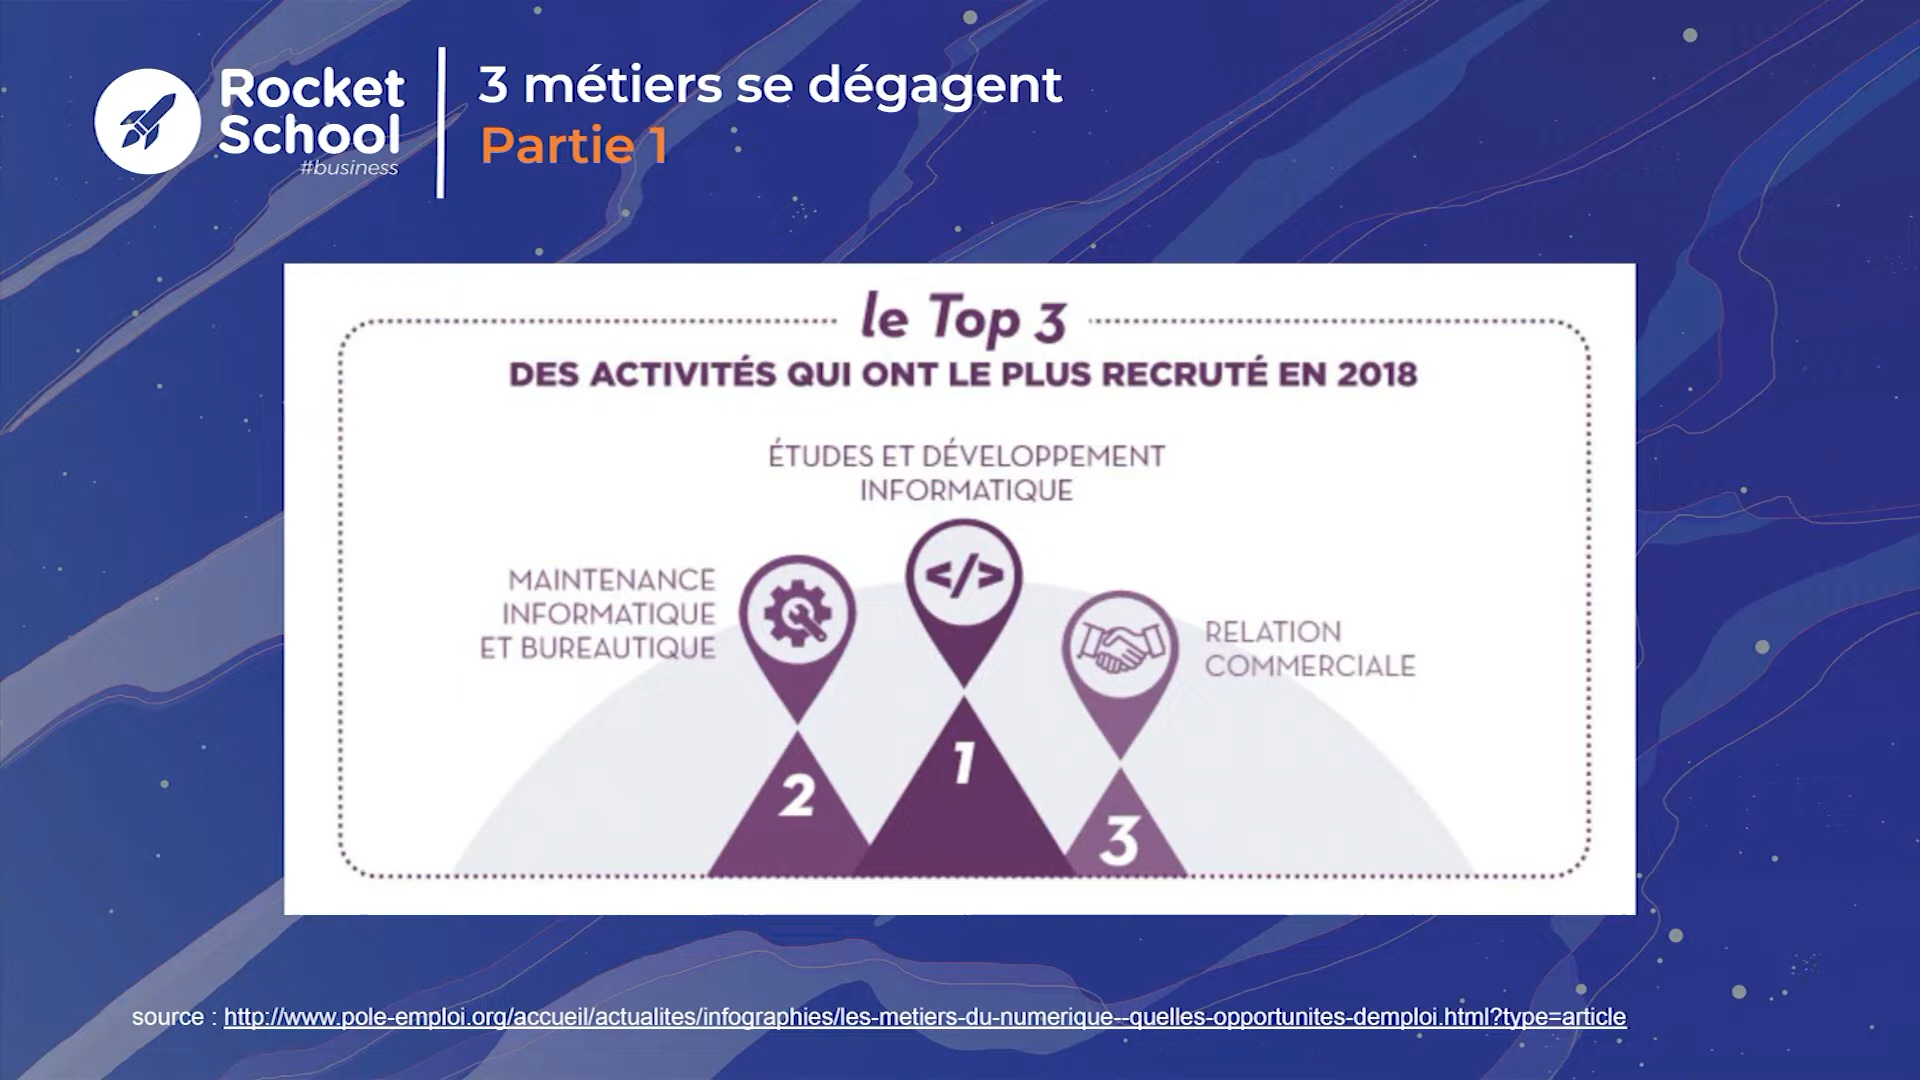 Rocket
School
#business
3 métiers se dégagent
Partie 1
le Top 3
DES ACTIVITÉS QUI ONT LE PLUS RECRUTÉ EN 2018
ÉTUDES ET DÉVELOPPEMENT
INFORMATIQUE
</>
MAINTENANCE
INFORMATIQUE
ET BUREAUTIQUE
RELATION
COMMERCIALE
1
2
3
source : http://www.pole-emploi.org/accueil/actualites/infographies/les-metiers-du-numerique--quelles-opportunites-demploi.html?type=article